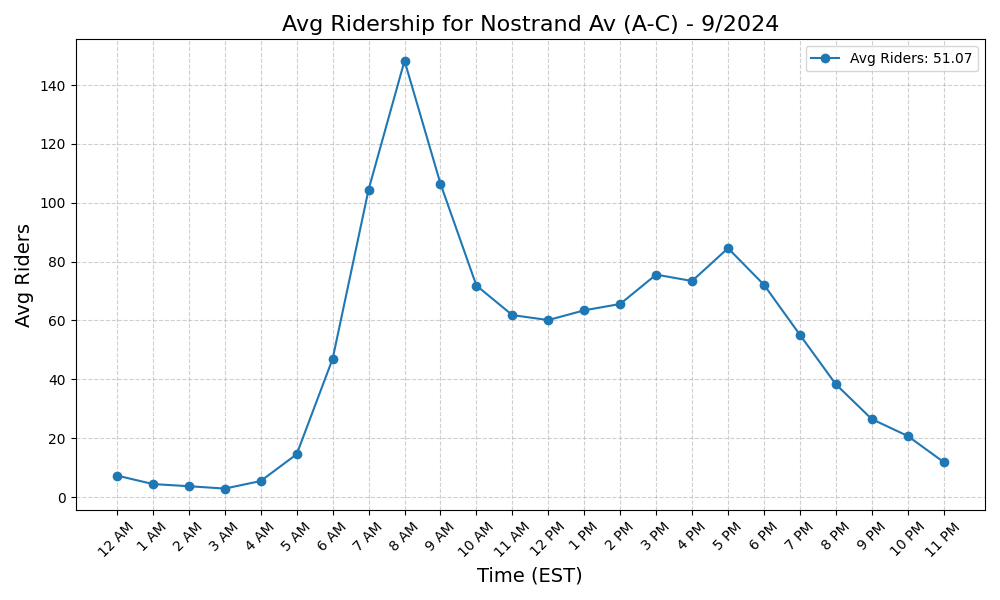 Avg Ridership for Nostrand Av (A-C) - 9/2024
Avg Riders: 51.07
Avg Riders
140
120
100
80
60
40
20
0
12 AM
1 AM
2 AM
3 AM
4 AM
5 AM
6 AM
7 AM
8 AM
9 AM
10 AM
11 AM
12 PM
1 PM
2 PM
3 PM
4 PM
5 PM
6 PM
7 PM
8 PM
9 PM
10 PM
11 PM
Time (EST)